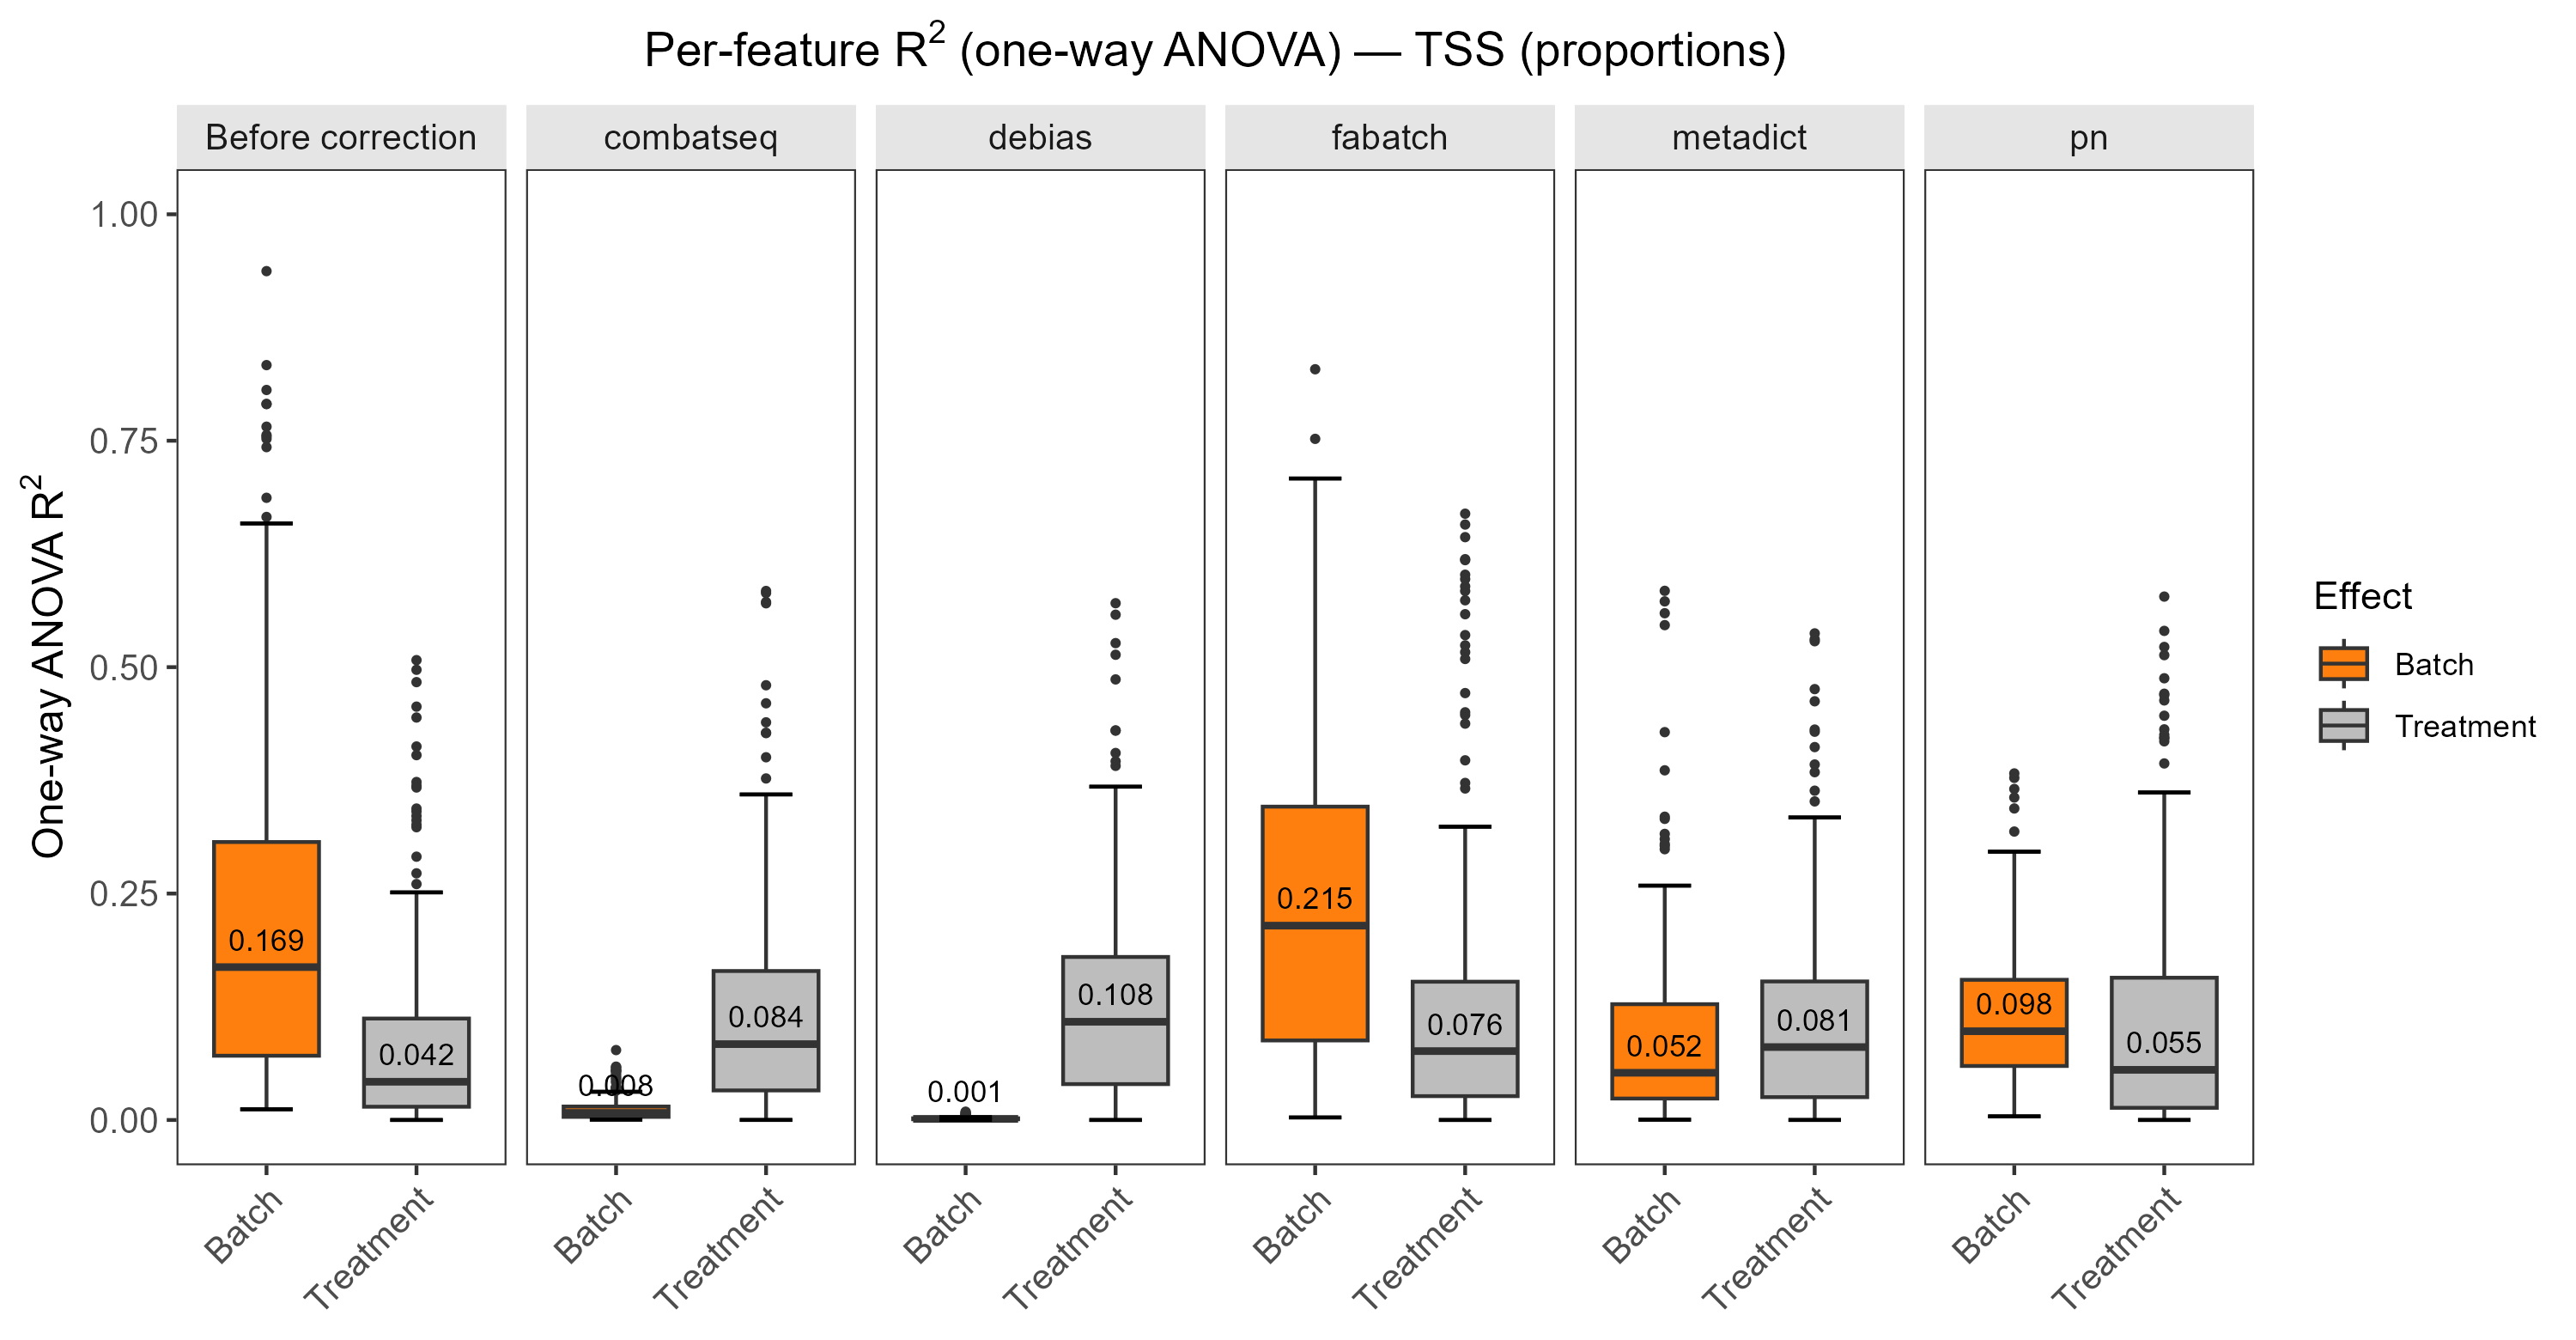 Per-feature R² (one-way ANOVA) — TSS (proportions)
Before correction
combatseq
debias
fabatch
metadict
pn
One-way ANOVA R²
1.00
0.75
0.50
0.25
0.00
0.169
0.042
0.008
0.084
0.001
0.108
0.215
0.076
0.052
0.081
0.098
0.055
Batch
Treatment
Batch
Treatment
Batch
Treatment
Batch
Treatment
Batch
Treatment
Batch
Treatment
Effect
Batch
Treatment